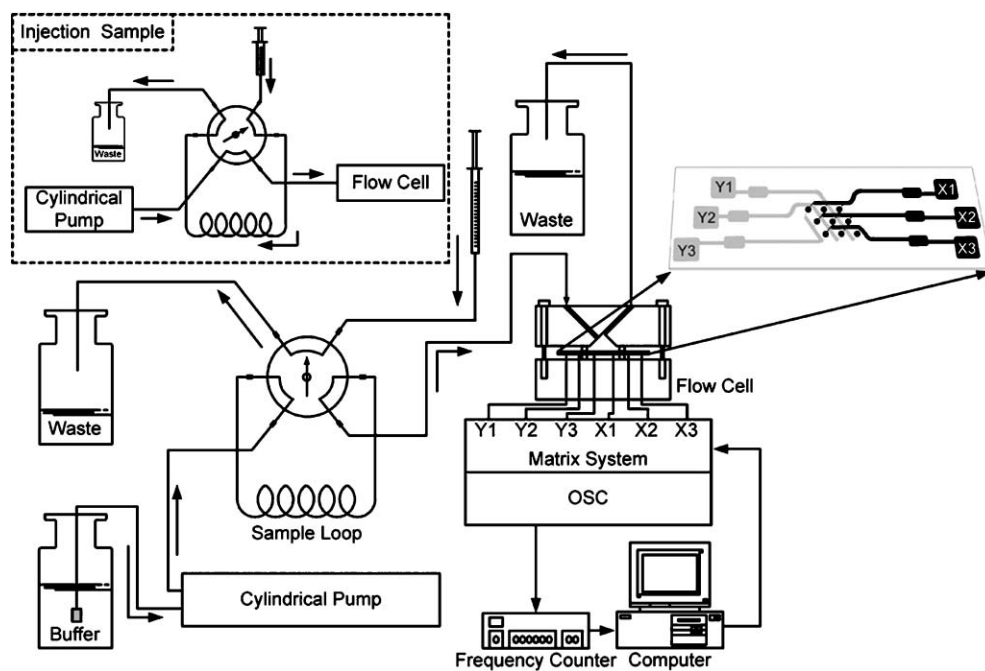 Injection Sample
Waste
Cylindrical
Pump
Flow Cell
Waste
Y1
Y2
Y3
X1
X2
X3
Waste
Flow Cell
Y1 Y2 Y3 X1 X2 X3
Matrix System
OSC
Sample Loop
Buffer
Cylindrical Pump
Frequency Counter
Computer